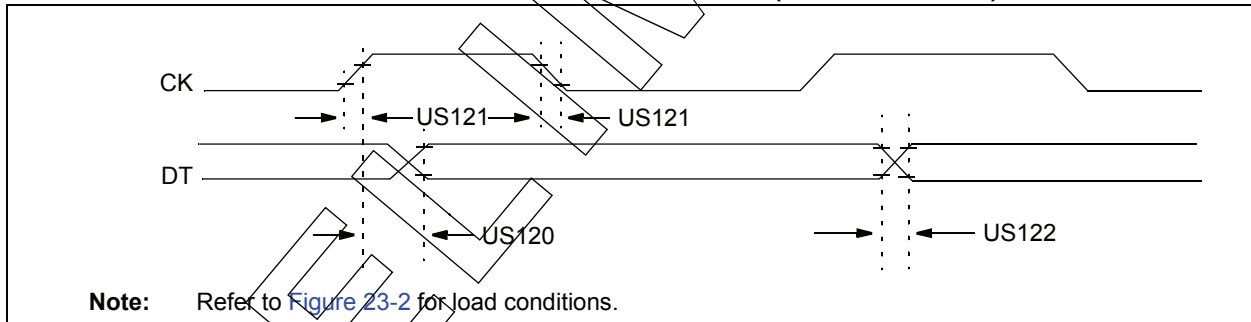 CK
US121 US121
DT
US120 US122
Note: Refer to Figure 23-2 for load conditions.